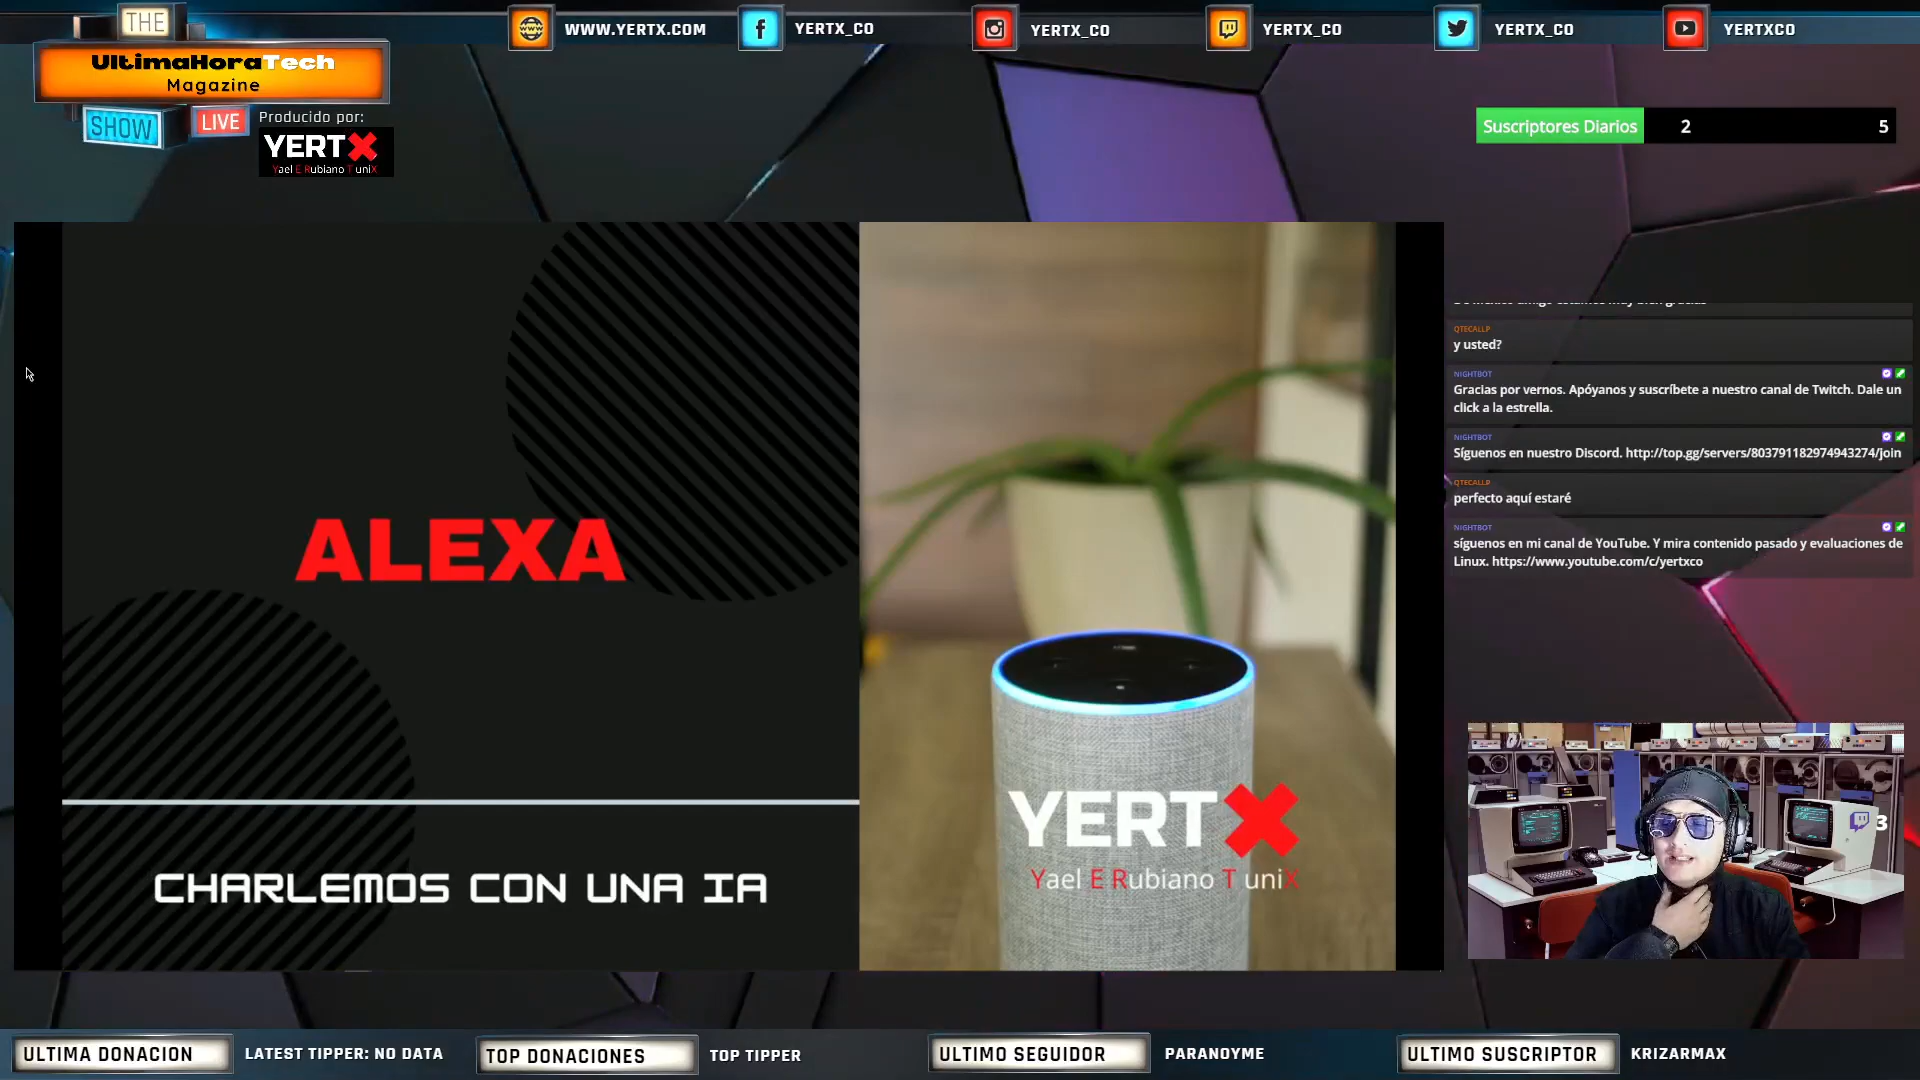 THE
UltimaHoraTech
Magazine
SHOW
LIVE
Producido por:
YERTX
Yael E Rubiano T uniX
WWW.YERTX.COM
YERTX_CO
YERTX_CO
YERTX_CO
YERTX_CO
YERTXCO
Suscriptores Diarios
2
5
ALEXA
CHARLEMOS CON UNA IA
YERTX
Yael E Rubiano T uniX
QTECALLP
y usted?
NIGHTBOT
Gracias por vernos. Apóyanos y suscríbete a nuestro canal de Twitch. Dale un
click a la estrella.
NIGHTBOT
Síguenos en nuestro Discord. http://top.gg/servers/803791182974943274/join
QTECALLP
perfecto aquí estaré
NIGHTBOT
síguenos en mi canal de YouTube. Y mira contenido pasado y evaluaciones de
Linux. https://www.youtube.com/c/yertxco
3
ULTIMA DONACION
LATEST TIPPER: NO DATA
TOP DONACIONES
TOP TIPPER
ULTIMO SEGUIDOR
PARANOYME
ULTIMO SUSCRIPTOR
KRIZARMAX